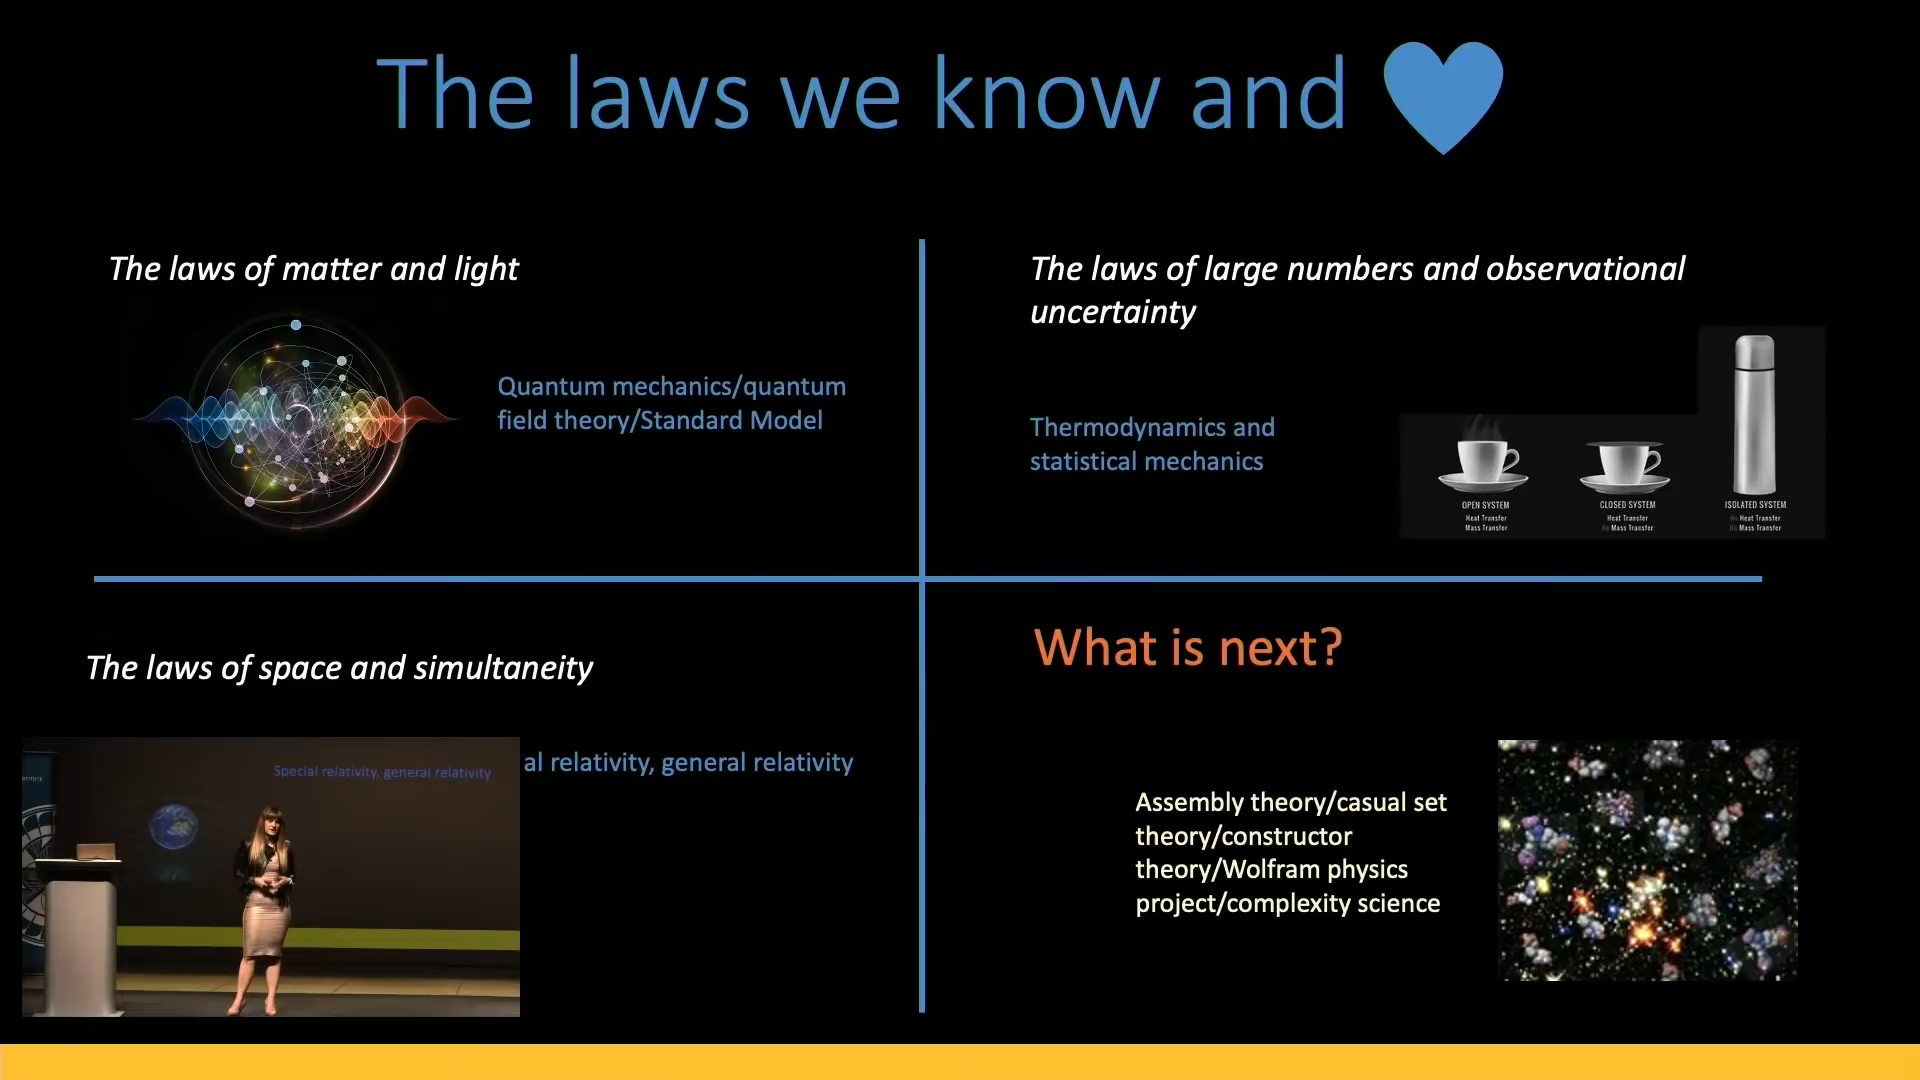 The laws we know and
The laws of matter and light
Quantum mechanics/quantum
field theory/Standard Model
The laws of large numbers and observational
uncertainty
Thermodynamics and
statistical mechanics
OPEN SYSTEM
Heat Transfer
Mass Transfer
CLOSED SYSTEM
Heat Transfer
No Mass Transfer
ISOLATED SYSTEM
No Heat Transfer
No Mass Transfer
The laws of space and simultaneity
al relativity, general relativity
Special relativity, general relativity
What is next?
Assembly theory/casual set
theory/constructor
theory/Wolfram physics
project/complexity science